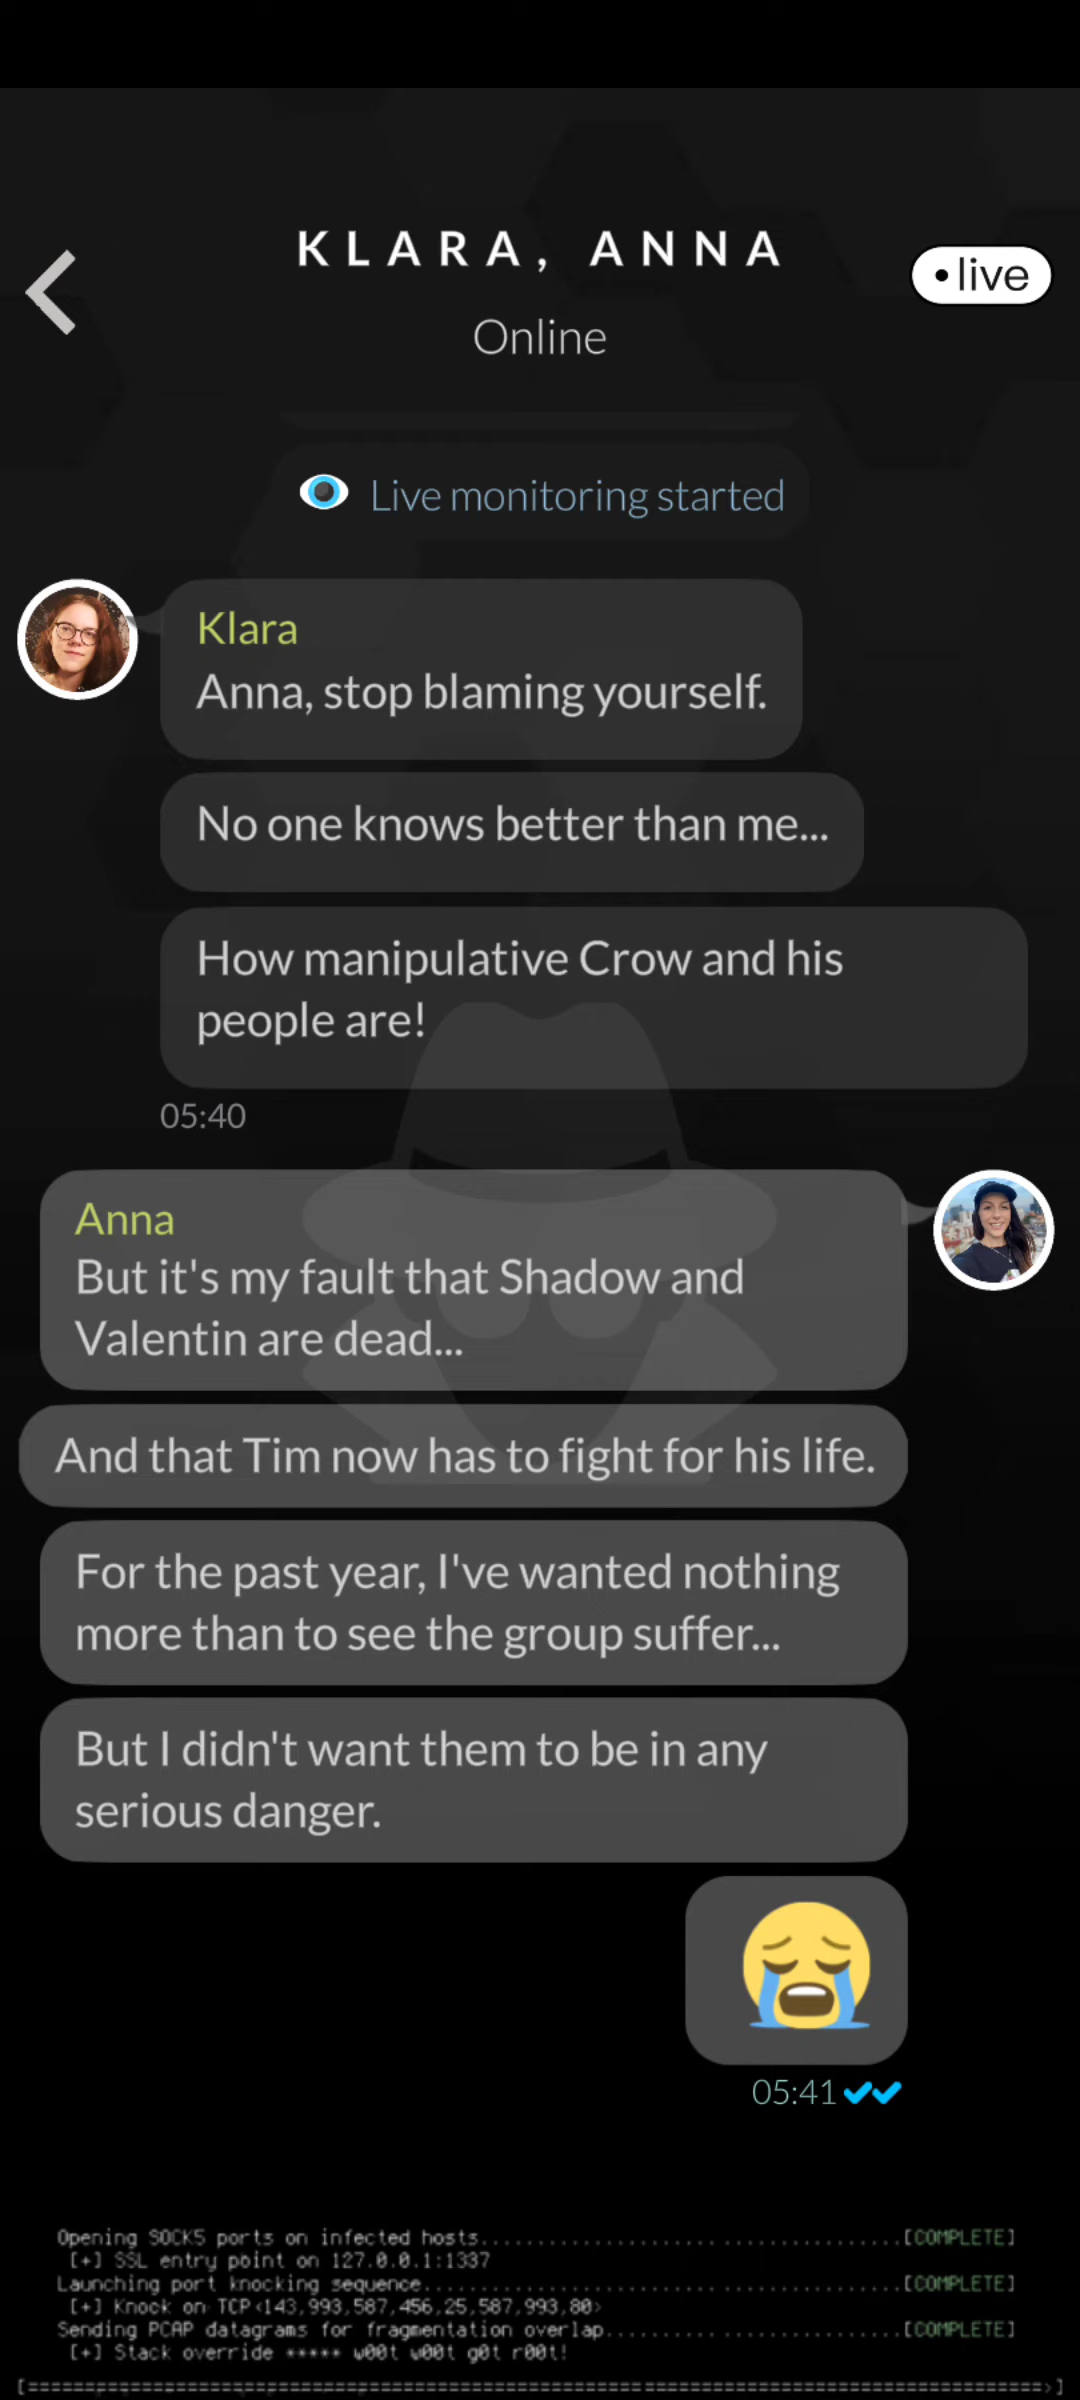 KLARA, ANNA
•live
Online
Live monitoring started
Klara
Anna, stop blaming yourself.
No one knows better than me...
How manipulative Crow and his
people are!
05:40
Anna
But it's my fault that Shadow and
Valentin are dead...
And that Tim now has to fight for his life.
For the past year, I've wanted nothing
more than to see the group suffer...
But I didn't want them to be in any
serious danger.
05:41
Opening SOCK5 ports on infected hosts.....................................[COMPLETE]
[+] SSL entry point on 127.0.0.1:1337
Launching port knocking sequence..........................................[COMPLETE]
[+] Knock on TCP<143,993,587,456,25,587,993,80>
Sending PCAP datagrams for fragmentation overlap..........................[COMPLETE]
[+] Stack override ***** w00t w00t g0t r00t!
[=====================================================================================>]